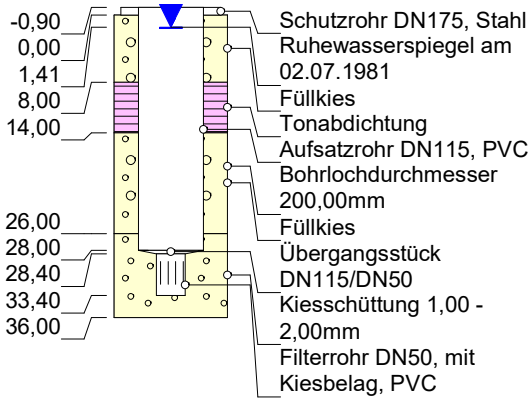 -0,90
0,00
1,41
8,00
14,00
26,00
28,00
28,40
33,40
36,00
Schutzrohr DN175, Stahl
Ruhewasserspiegel am
02.07.1981
Füllkies
Tonabdichtung
Aufsatzrohr DN115, PVC
Bohrlochdurchmesser
200,00mm
Füllkies
Übergangsstück
DN115/DN50
Kiesschüttung 1,00 -
2,00mm
Filterrohr DN50, mit
Kiesbelag, PVC